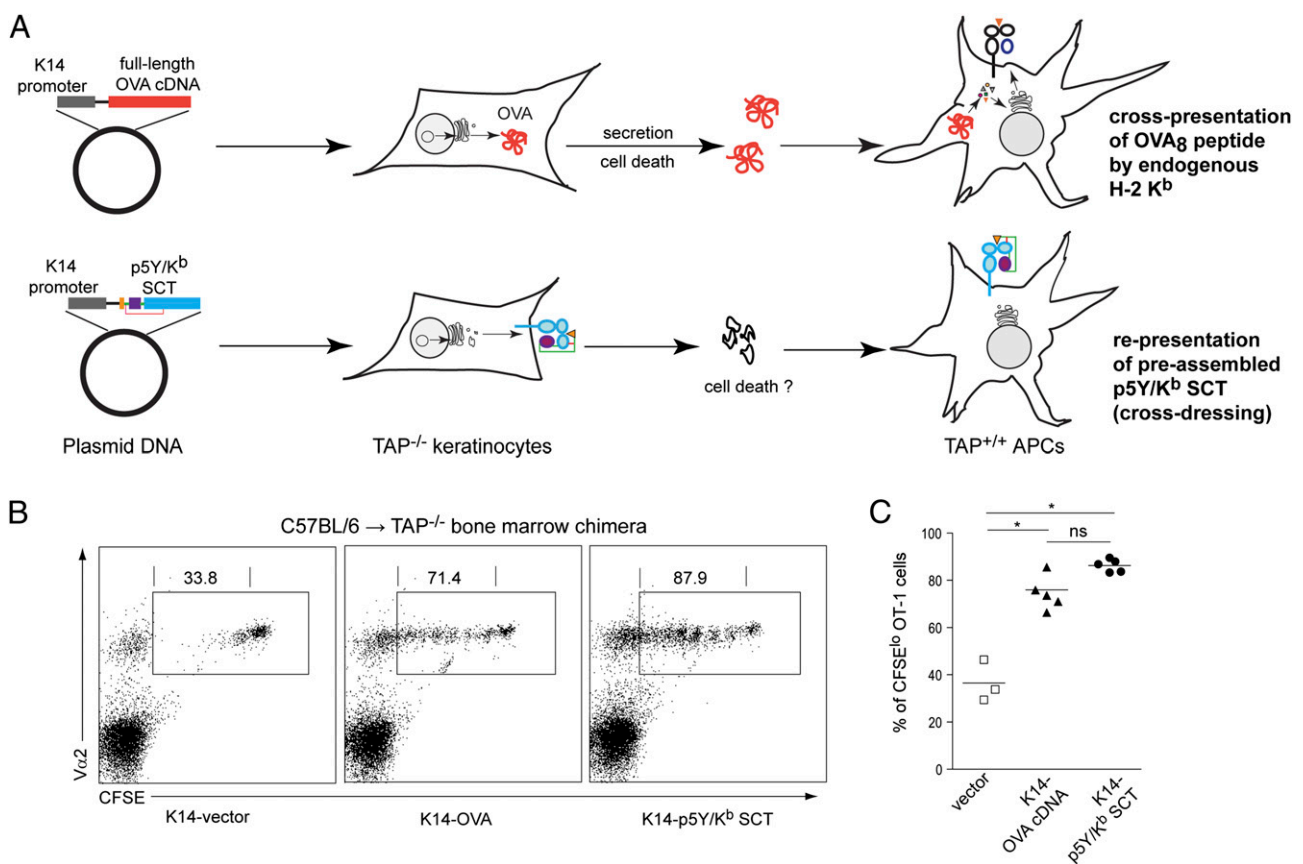 A
K14
promoter
full-length
OVA cDNA
OVA
secretion
cell death
cross-presentation
of OVA8 peptide
by endogenous
H-2 Kb
K14
promoter
p5Y/Kb
SCT
cell death ?
re-presentation
of pre-assembled
p5Y/Kb SCT
(cross-dressing)
Plasmid DNA
TAP-/- keratinocytes
TAP+/+ APCs
B
C57BL/6 → TAP-/- bone marrow chimera
33.8
71.4
87.9
Vα2
CFSE
K14-vector
K14-OVA
K14-p5Y/Kb SCT
C
% of CFSElo OT-1 cells
100
80
60
40
20
0
*
*
ns
vector
K14-
OVA cDNA
K14-
p5Y/Kb SCT